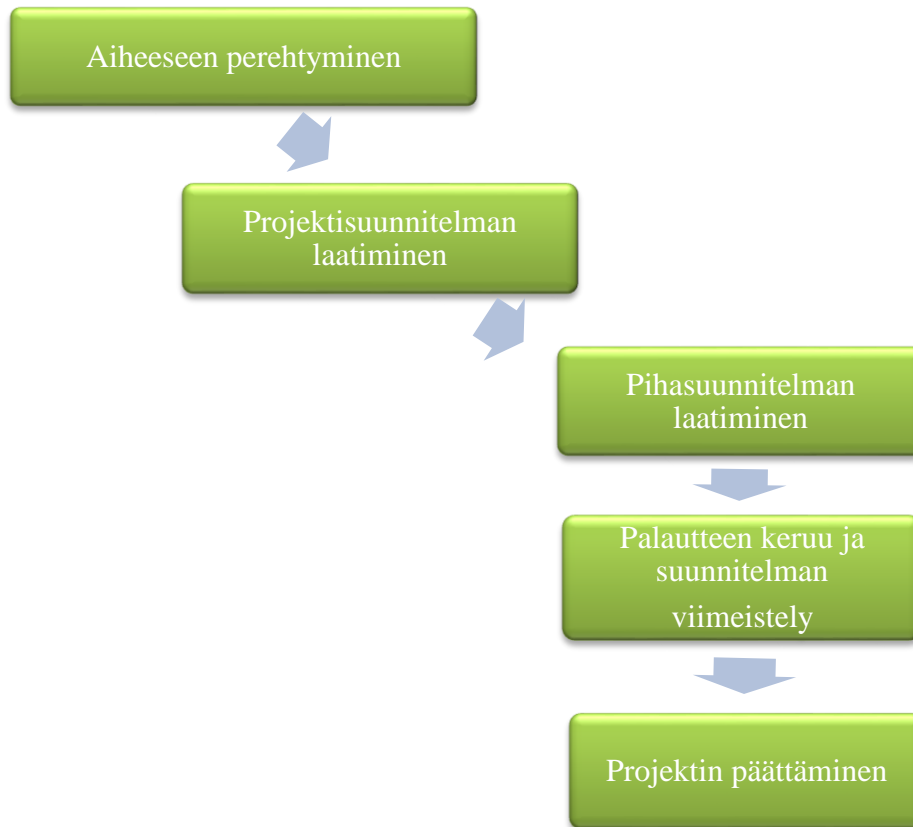 Aiheeseen perehtyminen
Projektisuunnitelman
laatiminen
Pihasuunnitelman
laatiminen
Palautteen keruu ja
suunnitelman
viimeistely
Projektin päättäminen